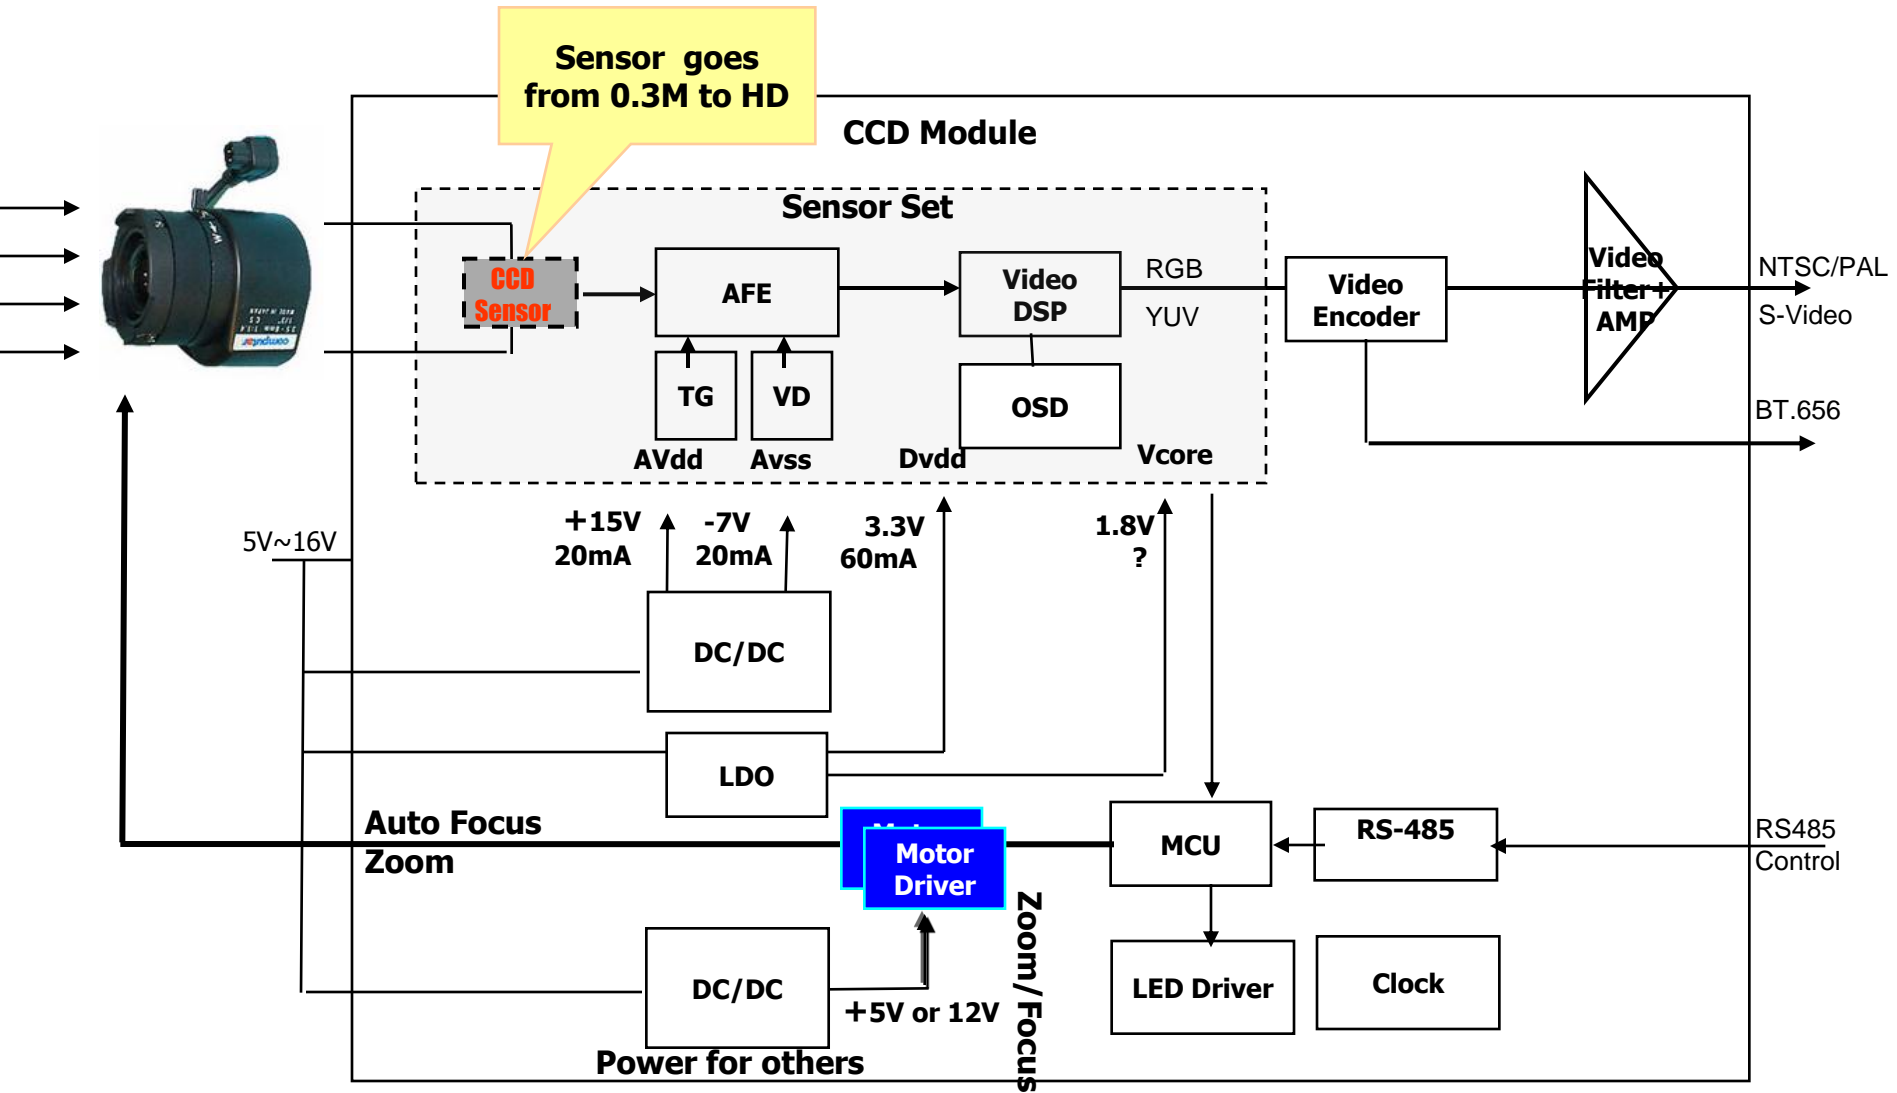 Sensor goes
from 0.3M to HD
CCD Module
Sensor Set
CCD
Sensor
AFE
Video
DSP
RGB
YUV
Video
Encoder
Video
Filter+
AMP
NTSC/PAL
S-Video
BT.656
TG
VD
OSD
AVdd
Avss
Dvdd
Vcore
5V~16V
+15V
20mA
-7V
20mA
3.3V
60mA
1.8V
?
DC/DC
LDO
Auto Focus
Zoom
Motor
Driver
MCU
RS-485
RS485
Control
Zoom/ Focus
DC/DC
+5V or 12V
LED Driver
Clock
Power for others
computar